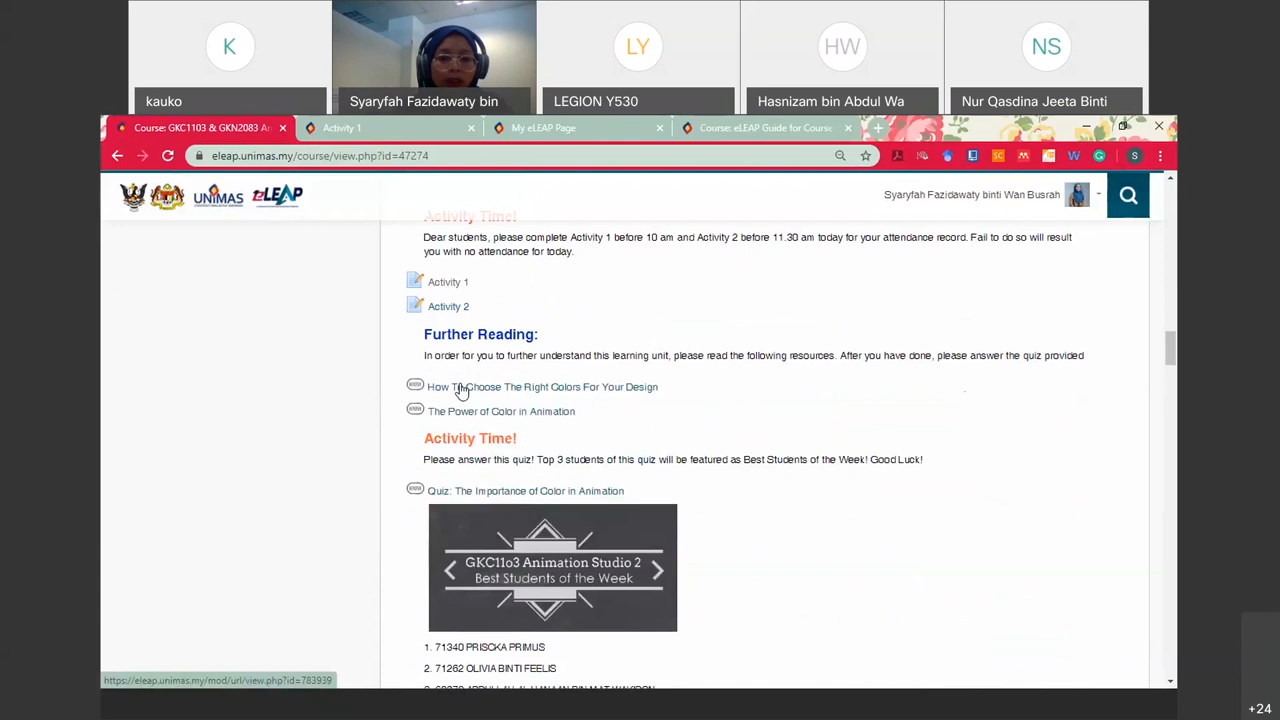 K
LY
HW
NS
kauko
Syaryfah Fazidawaty bin
LEGION Y530
Hasnizam bin Abdul Wa
Nur Qasdina Jeeta Binti
Course: GKC1103 & GKN2083 An
Activity 1
My eLEAP Page
Course: eLEAP Guide for Course
eleap.unimas.my/course/view.php?id=47274
UNIMAS
eLEAP
Syaryfah Fazidawaty binti Wan Busrah
Activity Time!
Dear students, please complete Activity 1 before 10 am and Activity 2 before 11.30 am today for your attendance record. Fail to do so will result
you with no attendance for today.
Activity 1
Activity 2
Further Reading:
In order for you to further understand this learning unit, please read the following resources. After you have done, please answer the quiz provided
How To Choose The Right Colors For Your Design
The Power of Color in Animation
Activity Time!
Please answer this quiz! Top 3 students of this quiz will be featured as Best Students of the Week! Good Luck!
Quiz: The Importance of Color in Animation
GKC11o3 Animation Studio 2
Best Students of the Week
1. 71340 PRISCKA PRIMUS
2. 71262 OLIVIA BINTI FEELIS
https://eleap.unimas.my/mod/url/view.php?id=783939
+24